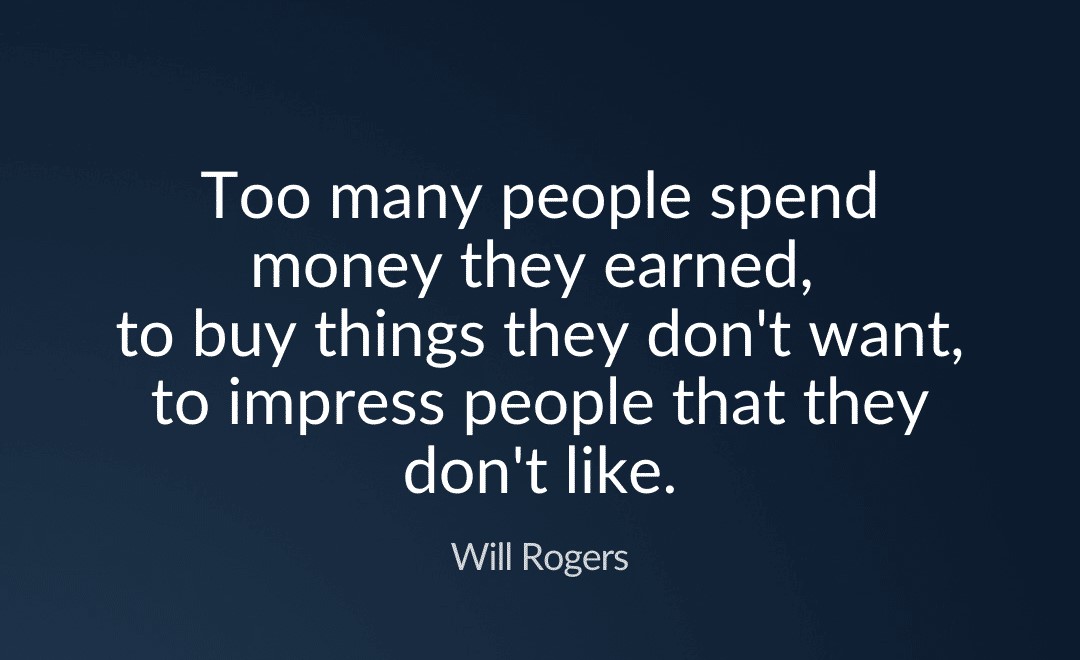 Too many people spend
money they earned,
to buy things they don't want,
to impress people that they
don't like.
Will Rogers